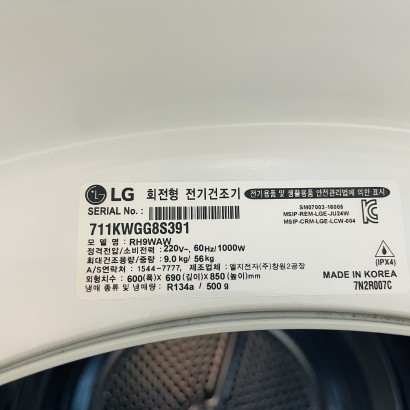 LG 회전형 전기건조기 전기용품 및 생활용품 안전관리법에 의한 표시
SERIAL No. :
SM07003-16005
MSIP-REM-LGE-JU24W
MSIP-CRM-LGE-LCW-004
711KWGG8S391
모 델 명 : RH9WAW
정격전압/소비전력 : 220V~, 60Hz/1000W
최대건조용량/중량 : 9.0 kg/ 56 kg
A/S연락처 : 1544-7777, 제조원 : 엘지전자(주)창원2공장
외형치수 : 600(폭) X 690(깊이) X 850(높이)mm
냉매 종류 및 냉매량 : R134a / 500 g
(IPX4)
MADE IN KOREA
7N2R007C